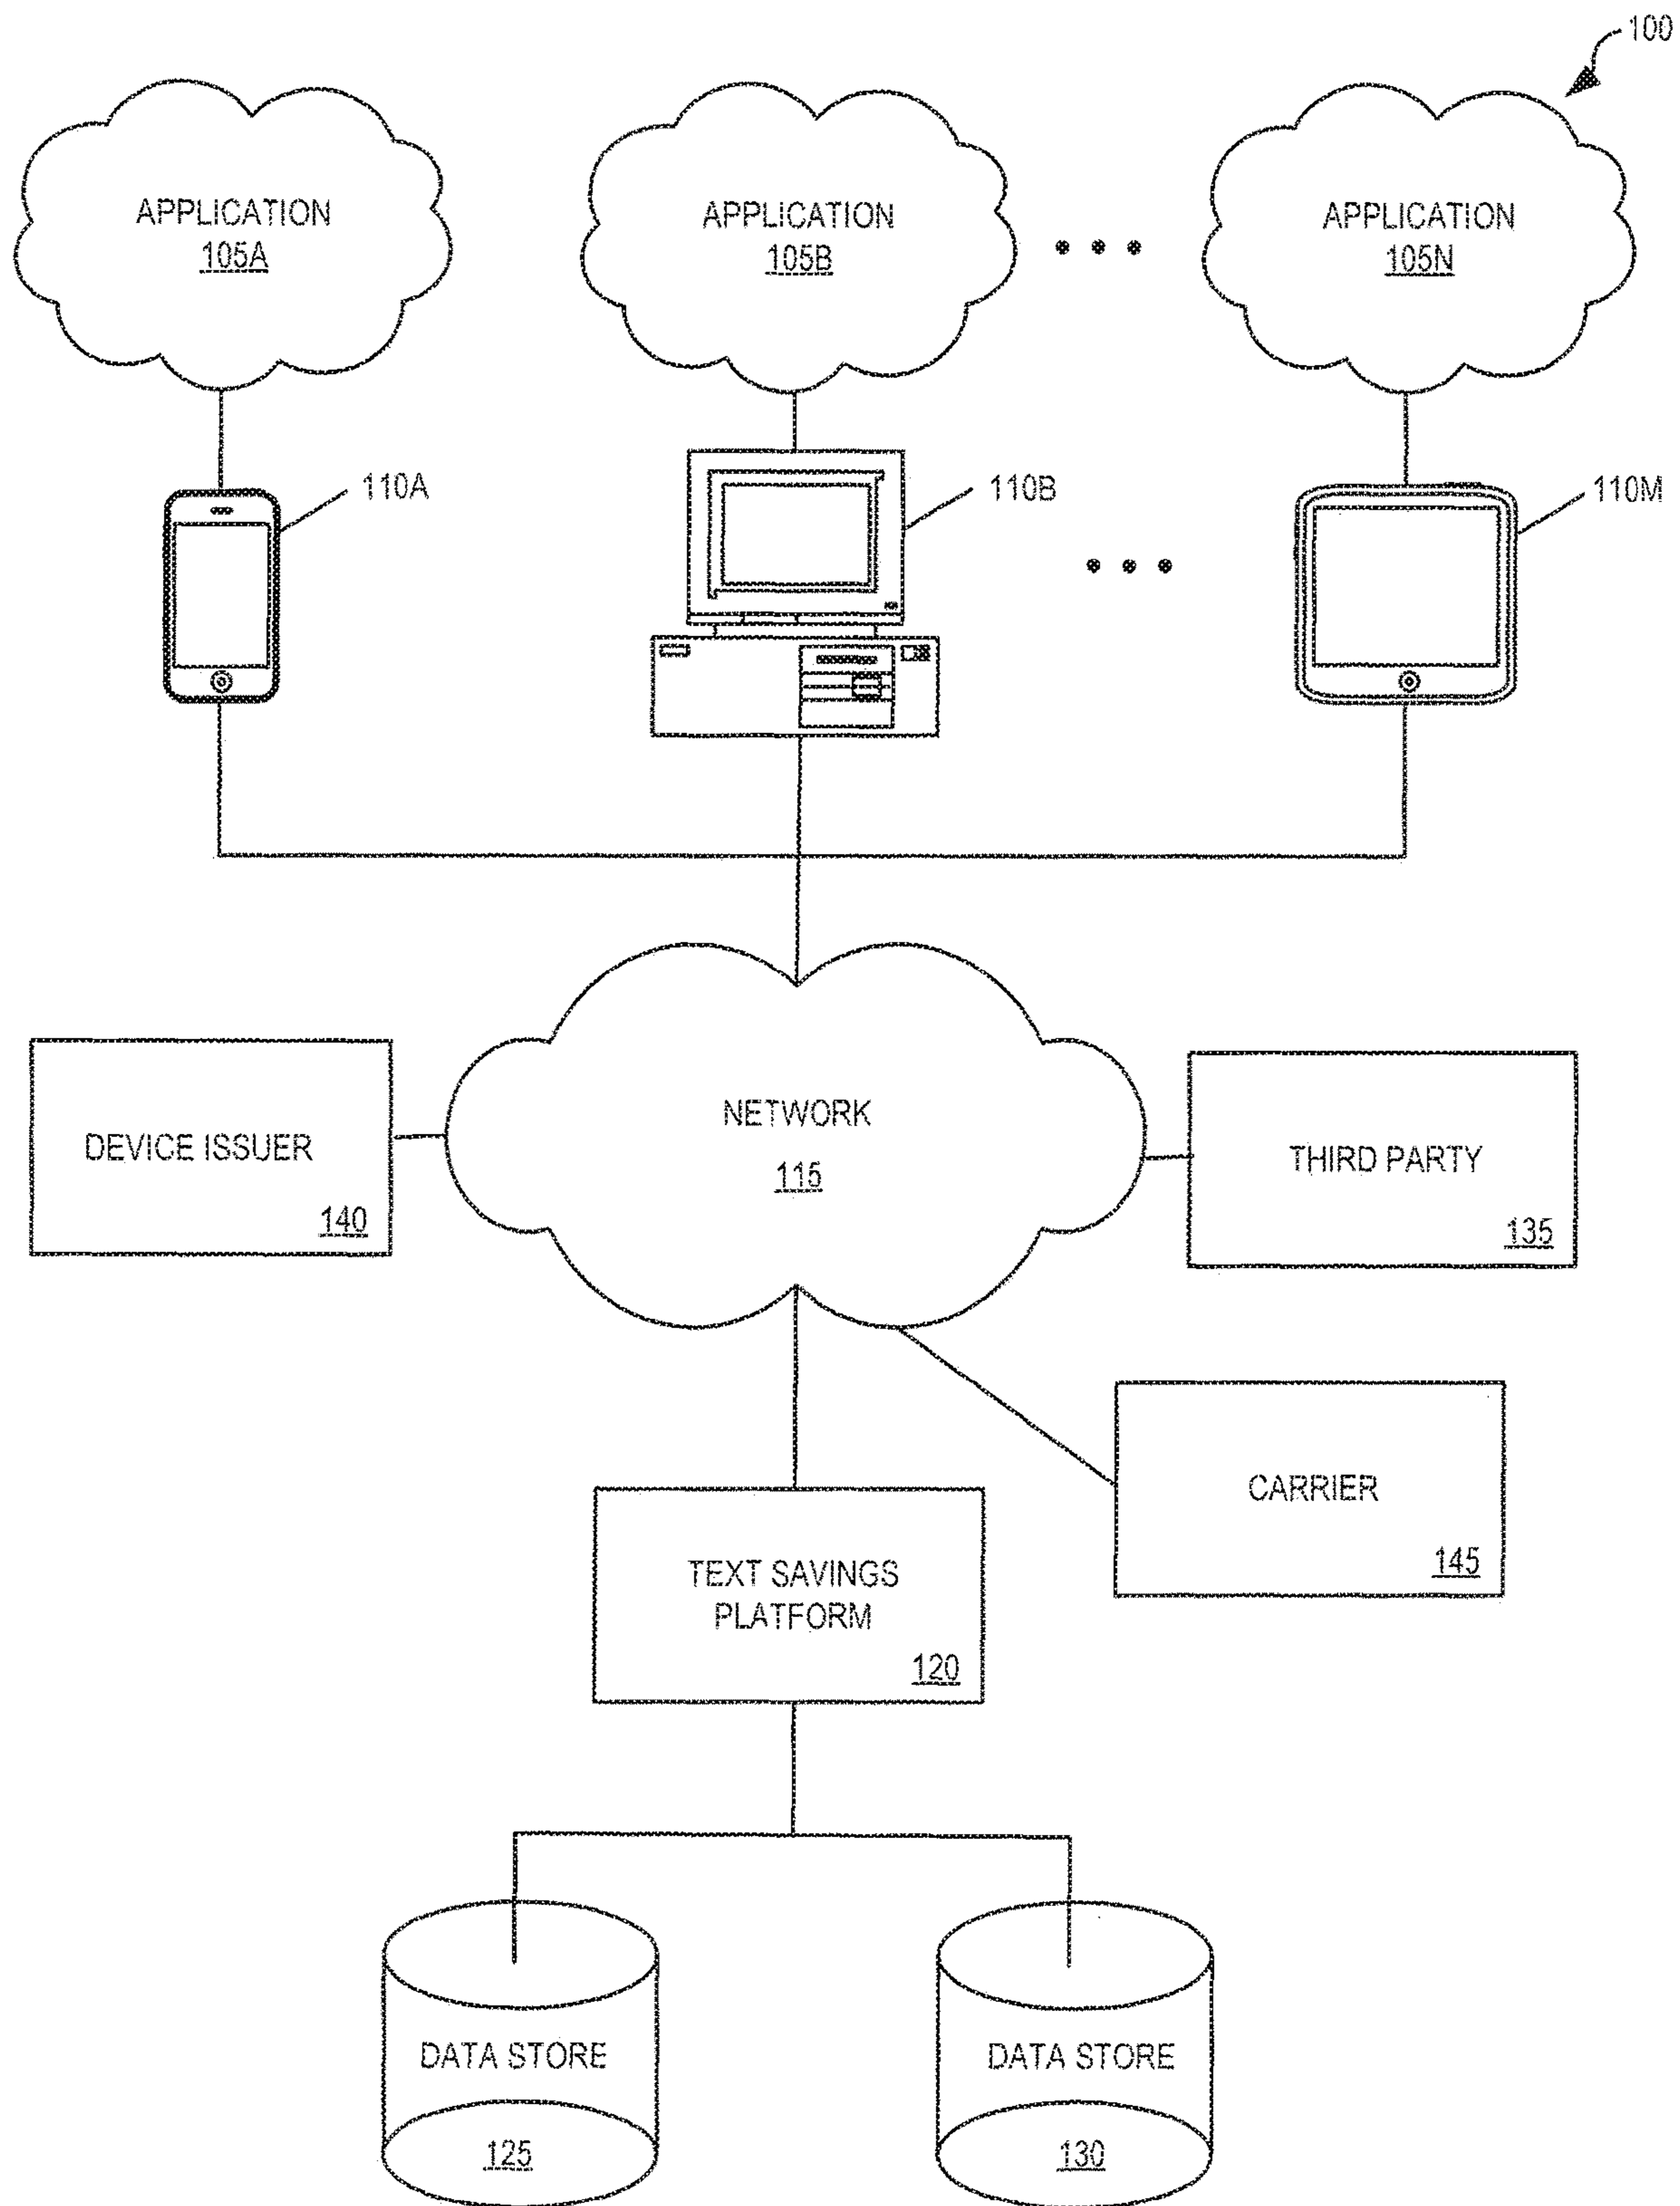 100
APPLICATION
105A
APPLICATION
105B
APPLICATION
105N
110A
110B
110M
DEVICE ISSUER
140
NETWORK
115
THIRD PARTY
135
CARRIER
145
TEXT SAVINGS
PLATFORM
120
DATA STORE
125
DATA STORE
130